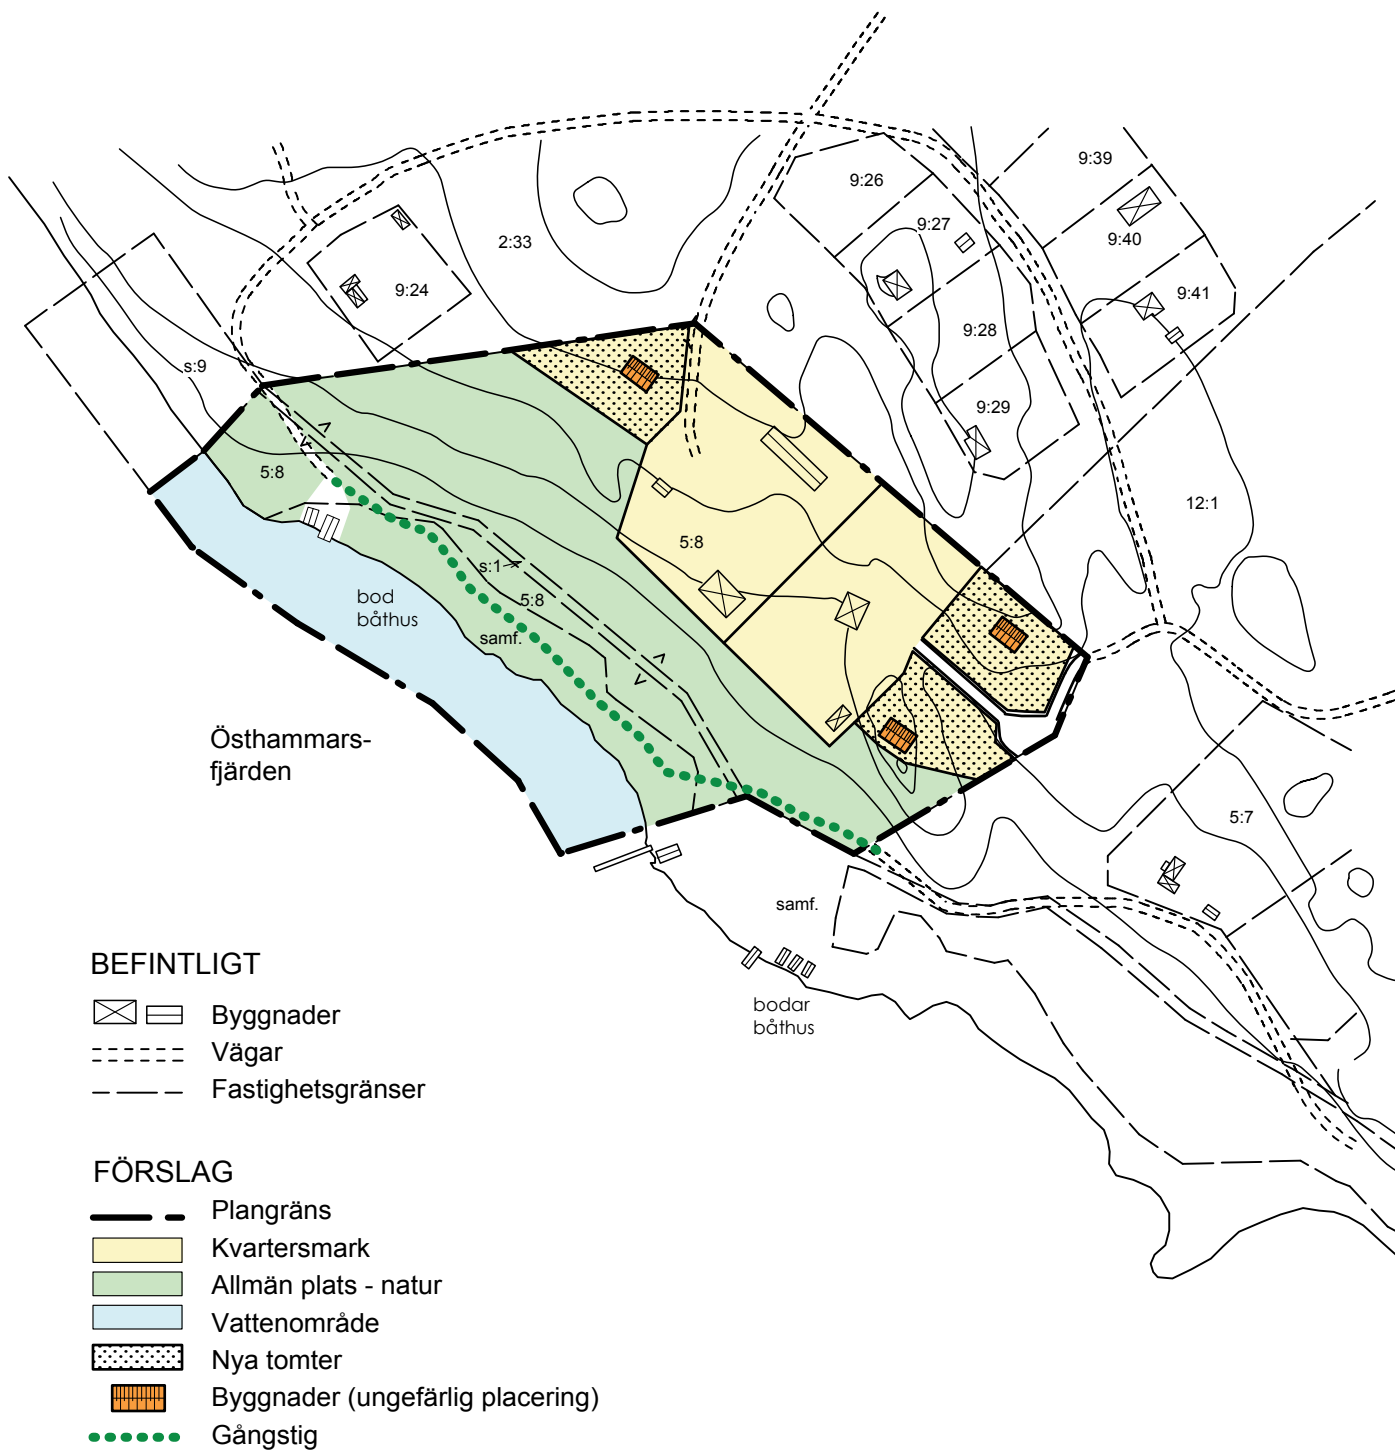 9:39
9:26
9:27
2:33
9:40
9:24
9:41
9:28
s:9
9:29
5:8
12:1
5:8
s:1
5:8
bod
båthus
samf.
Östhammars-
fjärden
5:7
samf.
bodar
båthus
BEFINTLIGT
Byggnader
Vägar
Fastighetsgränser
FÖRSLAG
Plangräns
Kvartersmark
Allmän plats - natur
Vattenområde
Nya tomter
Byggnader (ungefärlig placering)
Gångstig